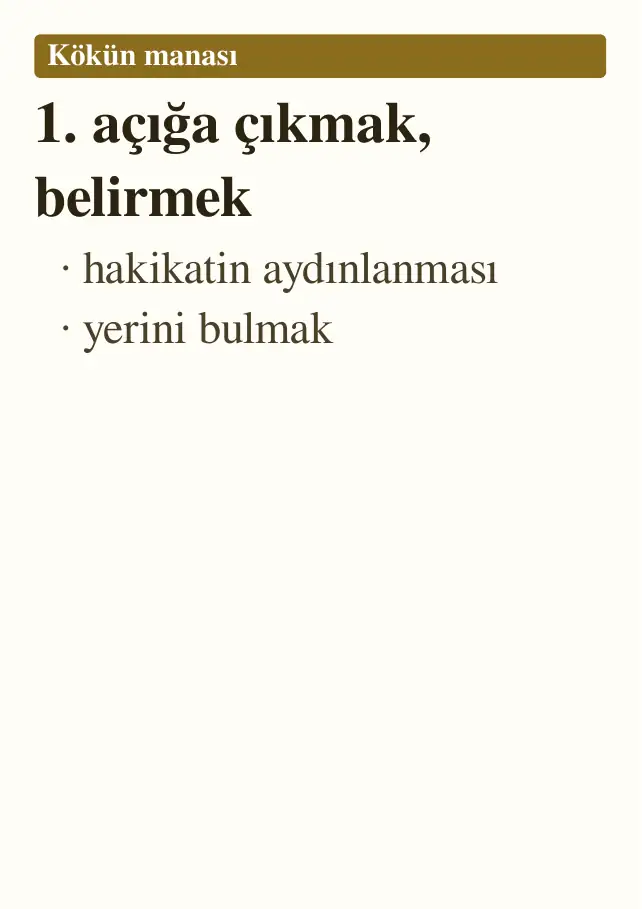 Kökün manası
1. açığa çıkmak,
belirmek
· hakikatin aydınlanması
· yerini bulmak